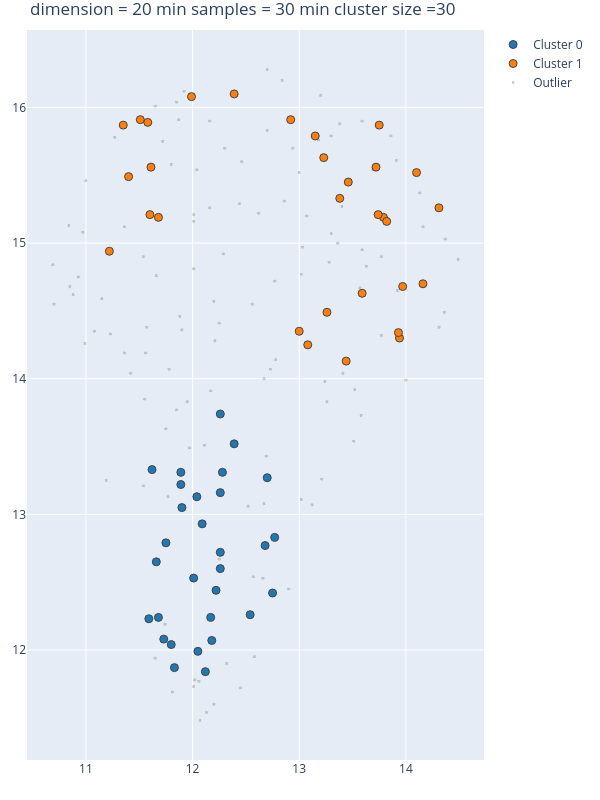 dimension = 20 min samples = 30 min cluster size =30
Cluster 0
Cluster 1
Outlier
16
15
14
13
12
11 12 13 14